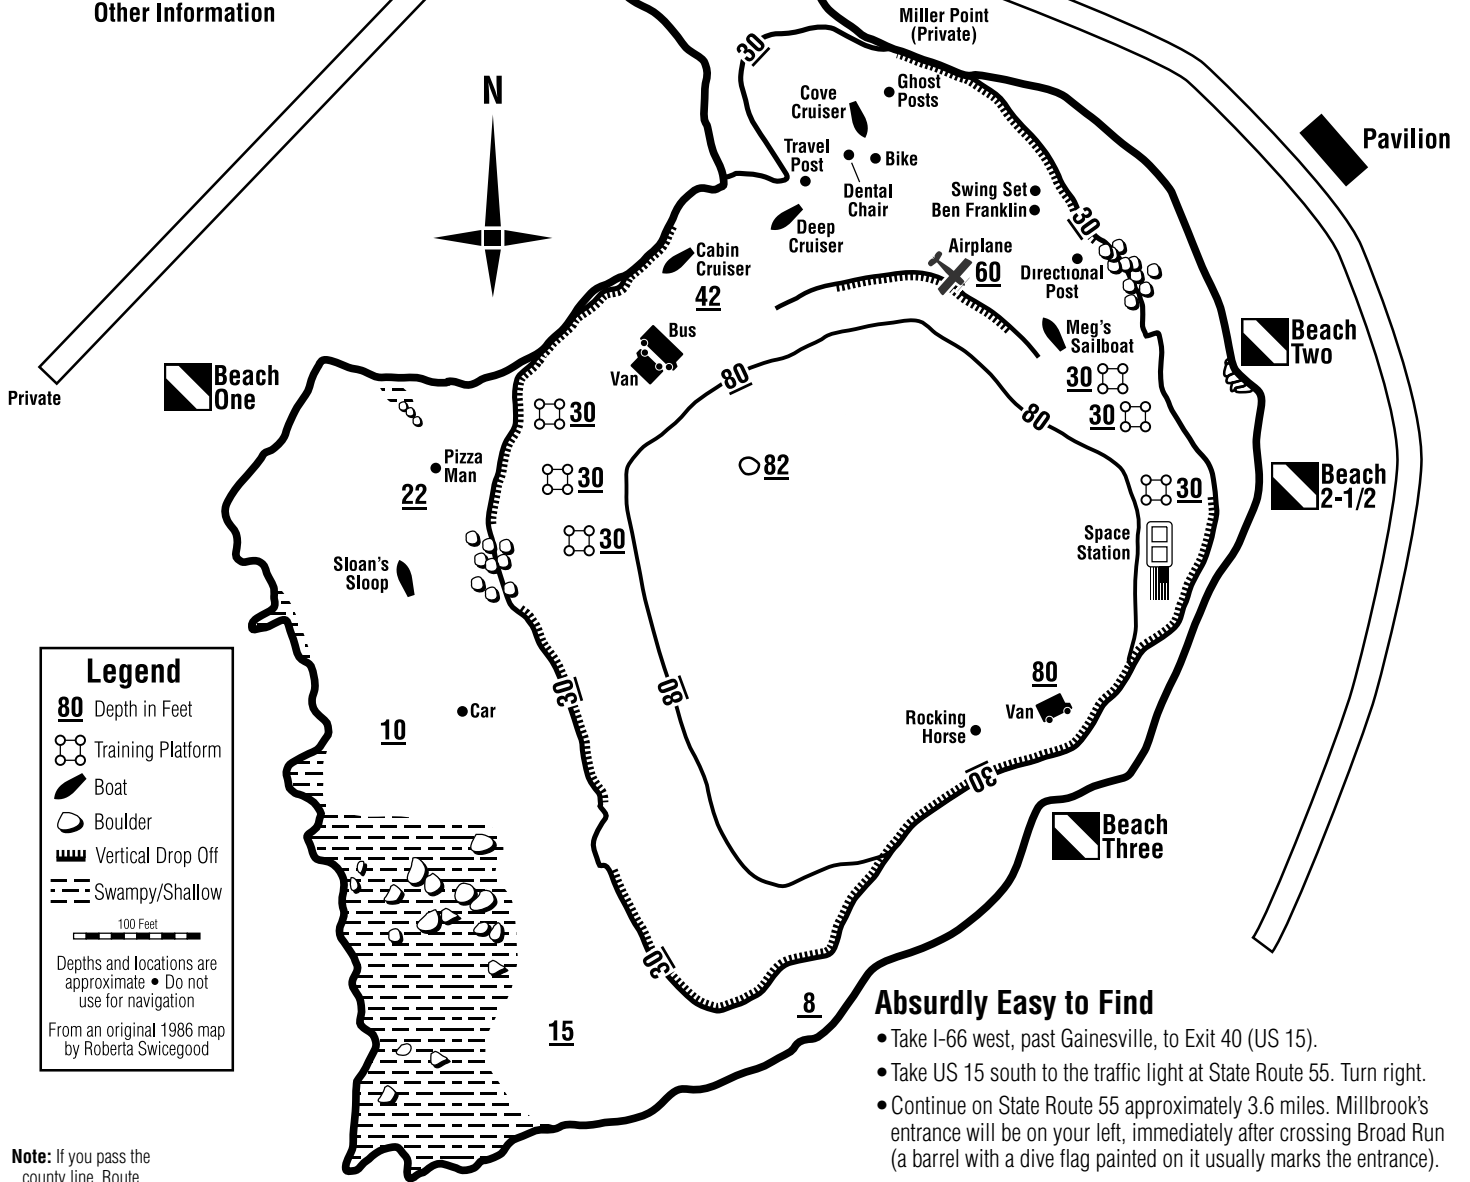 Other Information
Miller Point
(Private)
30
Ghost
Posts
Cove
Cruiser
N
Pavilion
Travel
Post
Bike
Dental
Chair
Swing Set
Ben Franklin
30
Deep
Cruiser
Airplane
60
Directional
Post
Cabin
Cruiser
42
Bus
Van
Meg's
Sailboat
Beach
Two
Beach
One
Private
80
30
30
80
30
30
Pizza
Man
22
82
30
30
Beach
2-1/2
30
Space
Station
Sloan's
Sloop
Legend
80 Depth in Feet
Training Platform
Boat
Boulder
Vertical Drop Off
Swampy/Shallow
100 Feet
Depths and locations are
approximate • Do not
use for navigation
From an original 1986 map
by Roberta Swicegood
30
80
80
Van
Car
10
Rocking
Horse
30
Beach
Three
30
8
15
Absurdly Easy to Find
• Take I-66 west, past Gainesville, to Exit 40 (US 15).
• Take US 15 south to the traffic light at State Route 55. Turn right.
• Continue on State Route 55 approximately 3.6 miles. Millbrook's
entrance will be on your left, immediately after crossing Broad Run
(a barrel with a dive flag painted on it usually marks the entrance).
Note: If you pass the
county line, Route